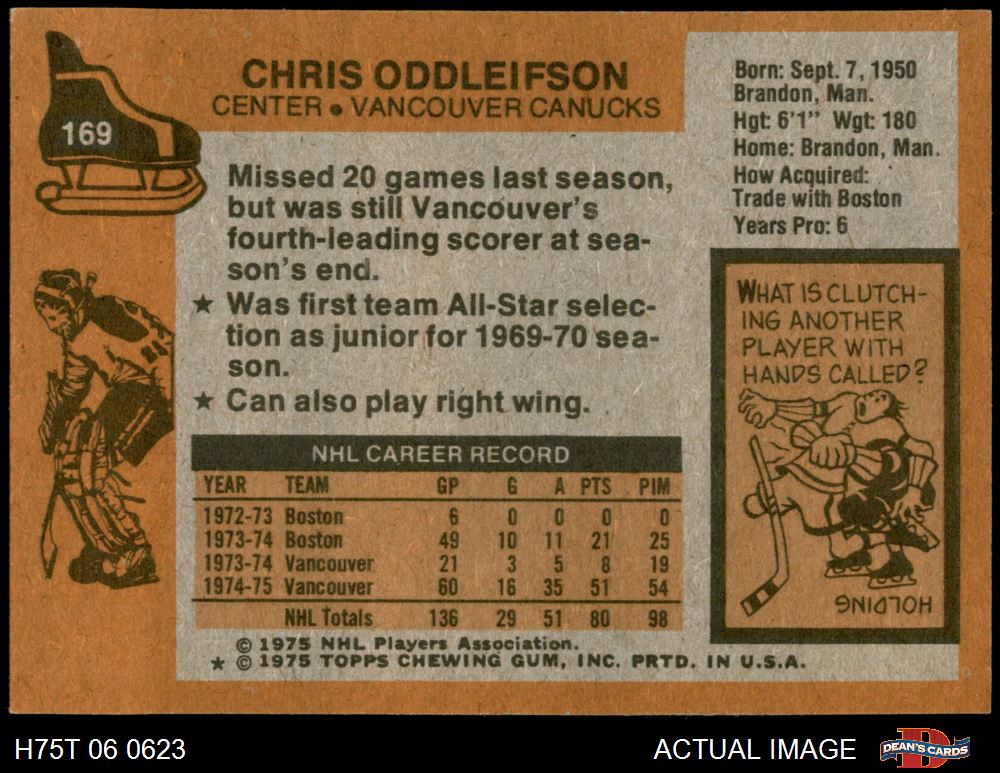 169
CHRIS ODDLEIFSON
CENTER • VANCOUVER CANUCKS
Missed 20 games last season,
but was still Vancouver's
fourth-leading scorer at sea-
son's end.
★ Was first team All-Star selec-
tion as junior for 1969-70 sea-
son.
★ Can also play right wing.
NHL CAREER RECORD
YEAR TEAM GP G A PTS PIM
1972-73 Boston 6 0 0 0 0
1973-74 Boston 49 10 11 21 25
1973-74 Vancouver 21 3 5 8 19
1974-75 Vancouver 60 16 35 51 54
NHL Totals 136 29 51 80 98
© 1975 NHL Players Association.
★ © 1975 TOPPS CHEWING GUM, INC. PRTD. IN U.S.A.
Born: Sept. 7, 1950
Brandon, Man.
Hgt: 6'1" Wgt: 180
Home: Brandon, Man.
How Acquired:
Trade with Boston
Years Pro: 6
WHAT IS CLUTCH-
ING ANOTHER
PLAYER WITH
HANDS CALLED?
HOLDING
H75T 06 0623
ACTUAL IMAGE
DEAN'S CARDS